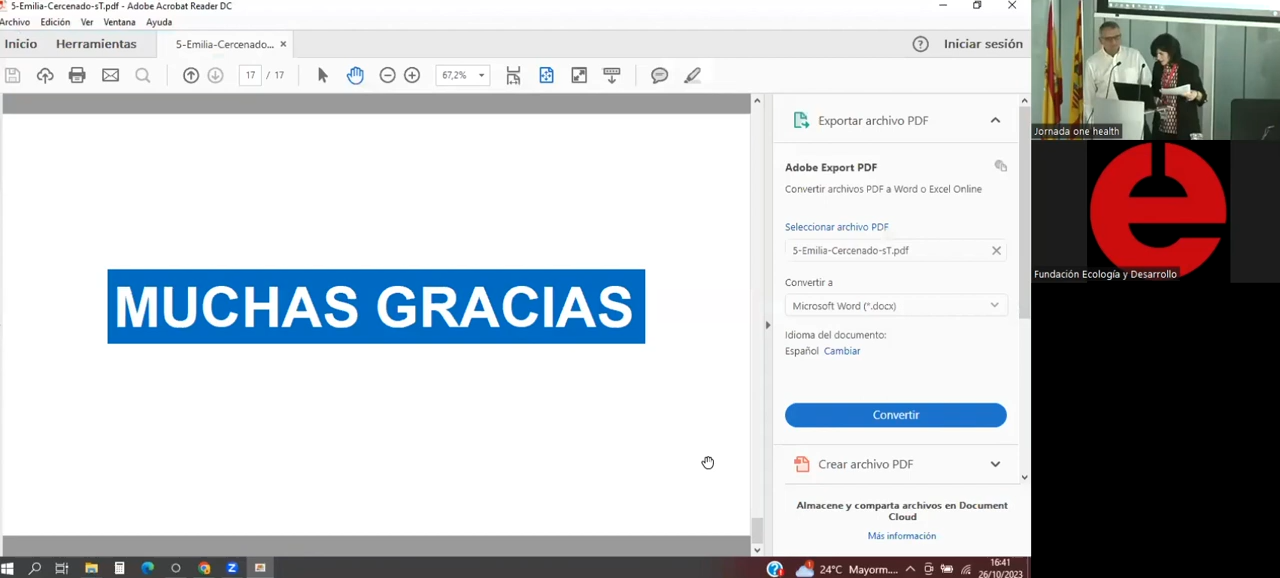 5-Emilia-Cercenado-sT.pdf - Adobe Acrobat Reader DC
Archivo Edición Ver Ventana Ayuda
Inicio Herramientas 5-Emilia-Cercenado... × Iniciar sesión
17 / 17 67,2%
MUCHAS GRACIAS
Exportar archivo PDF
Adobe Export PDF
Convertir archivos PDF a Word o Excel Online
Seleccionar archivo PDF
5-Emilia-Cercenado-sT.pdf
Convertir a
Microsoft Word (*.docx)
Idioma del documento:
Español Cambiar
Convertir
Crear archivo PDF
Almacene y comparta archivos en Document
Cloud
Más información
Jornada one health
Fundación Ecología y Desarrollo
24°C Mayorm....
16:41
26/10/2023